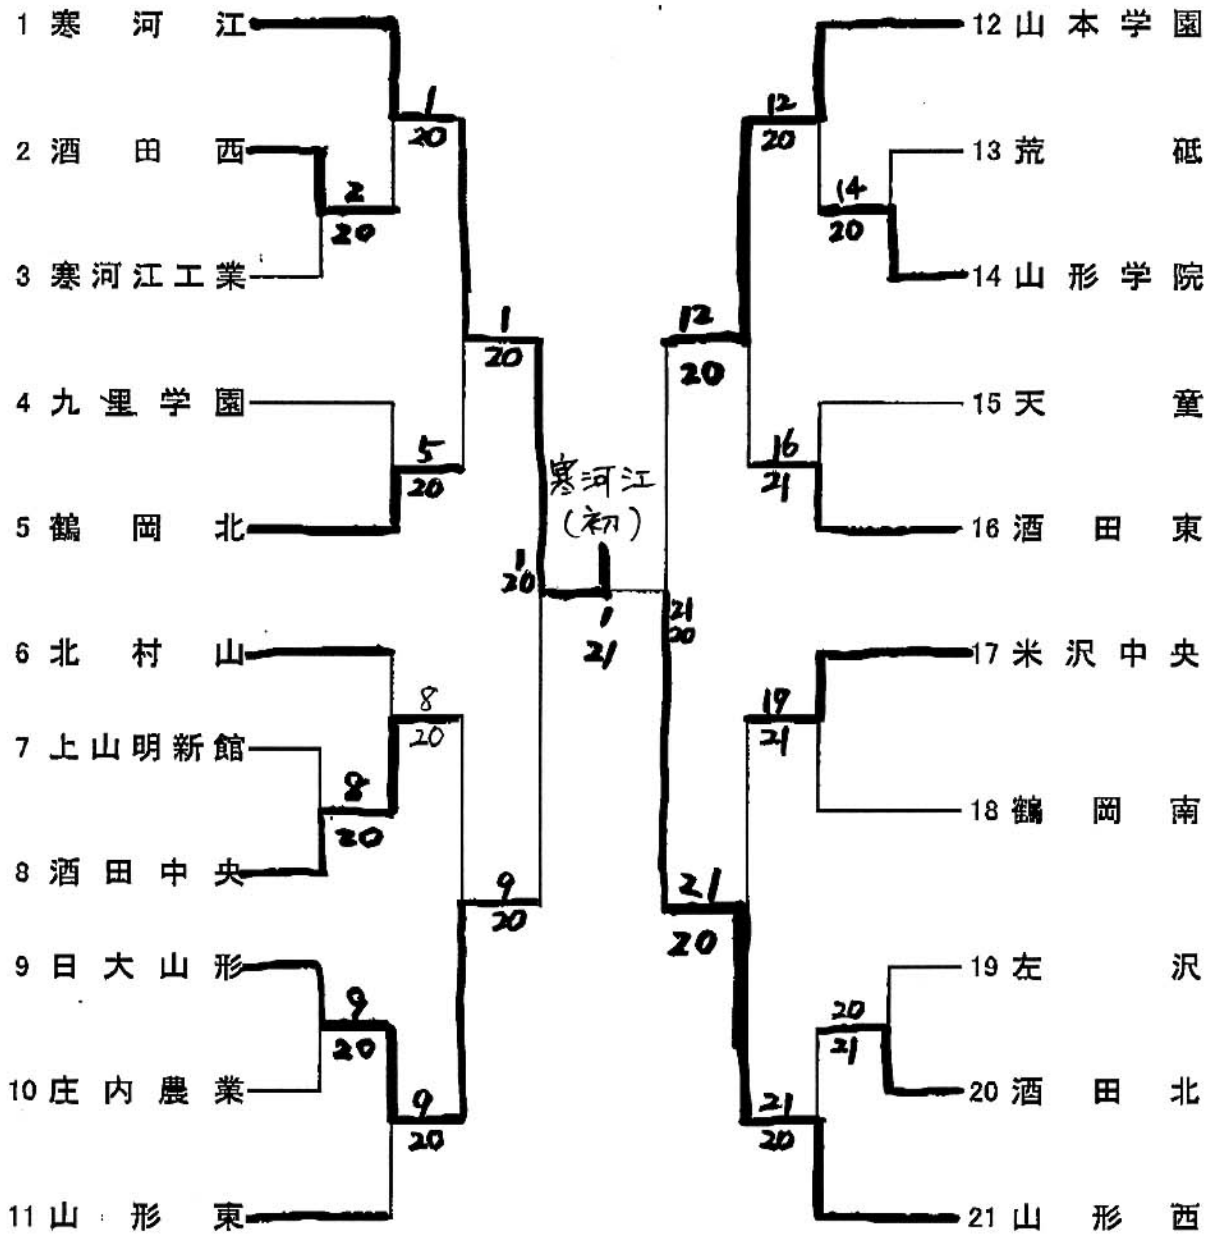 1 寒河江
2 酒田西
3 寒河江工業
4 九里学園
5 鶴岡北
6 北村山
7 上山明新館
8 酒田中央
9 日大山形
10 庄内農業
11 山形東
1
20
2
20
5
20
8
20
8
20
9
20
9
20
1
20
9
20
1
20
寒河江
(初)
1
21
21
20
12
20
21
20
12
20
14
20
16
21
17
21
20
21
21
20
12 山本学園
13 荒砥
14 山形学院
15 天童
16 酒田東
17 米沢中央
18 鶴岡南
19 左沢
20 酒田北
21 山形西